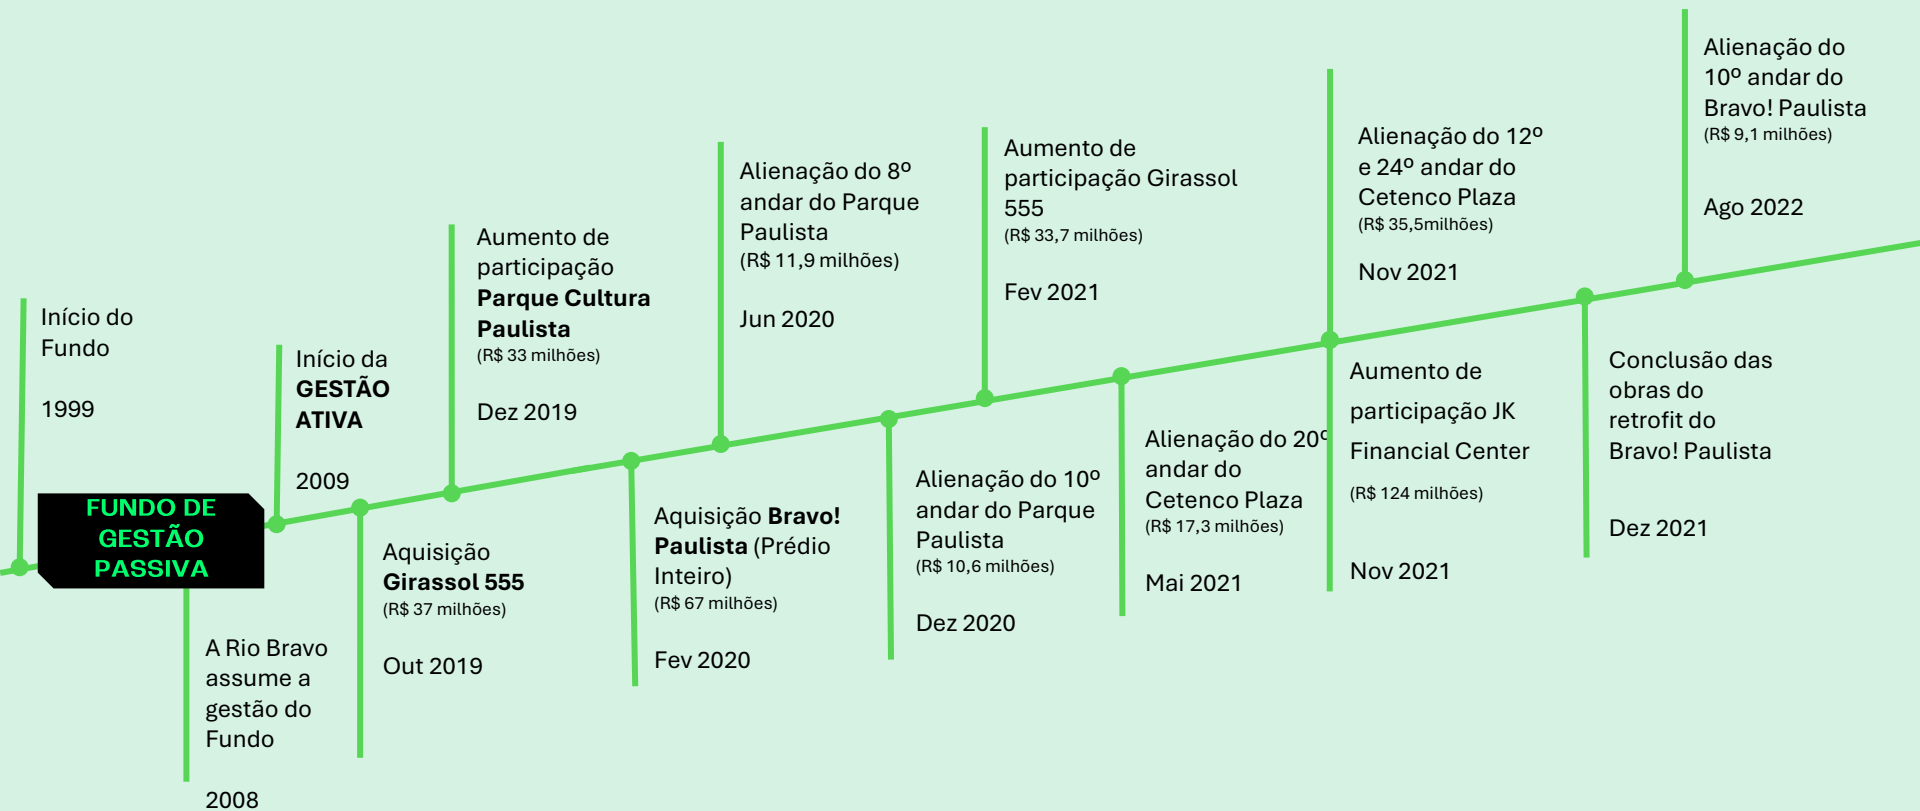 Início do
Fundo
1999
FUNDO DE
GESTÃO
PASSIVA
A Rio Bravo
assume a
gestão do
Fundo
2008
Início da
GESTÃO
ATIVA
2009
Aquisição
Girassol 555
(R$ 37 milhões)
Out 2019
Aumento de
participação
Parque Cultura
Paulista
(R$ 33 milhões)
Dez 2019
Aquisição Bravo!
Paulista (Prédio
Inteiro)
(R$ 67 milhões)
Fev 2020
Alienação do 8º
andar do Parque
Paulista
(R$ 11,9 milhões)
Jun 2020
Alienação do 10º
andar do Parque
Paulista
(R$ 10,6 milhões)
Dez 2020
Aumento de
participação Girassol
555
(R$ 33,7 milhões)
Fev 2021
Alienação do 20º
andar do
Cetenco Plaza
(R$ 17,3 milhões)
Mai 2021
Alienação do 12º
e 24º andar do
Cetenco Plaza
(R$ 35,5milhões)
Nov 2021
Aumento de
participação JK
Financial Center
(R$ 124 milhões)
Nov 2021
Conclusão das
obras do
retrofit do
Bravo! Paulista
Dez 2021
Alienação do
10º andar do
Bravo! Paulista
(R$ 9,1 milhões)
Ago 2022